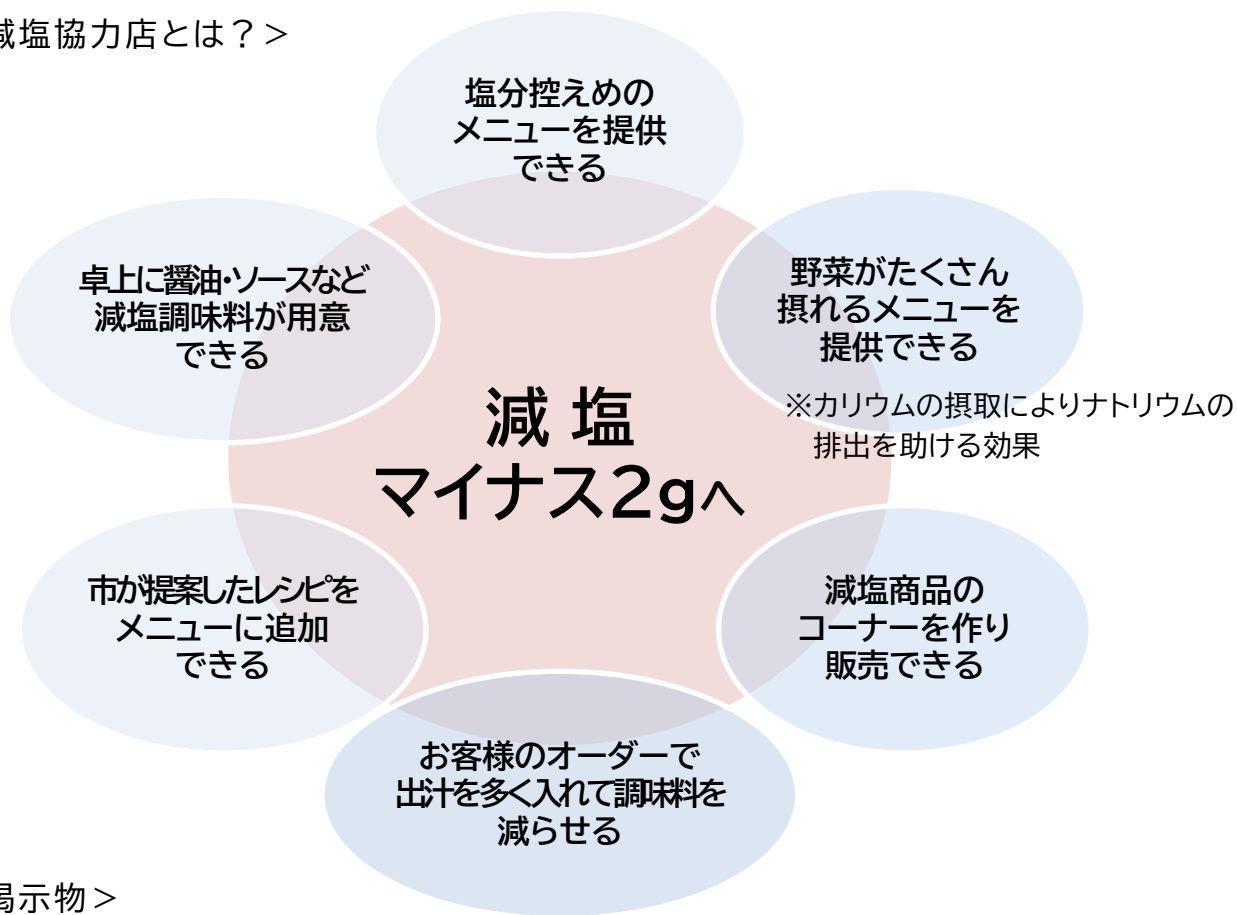 減塩協力店とは？＞
塩分控えめの
メニューを提供
できる
野菜がたくさん
摂れるメニューを
提供できる
※カリウムの摂取によりナトリウムの
排出を助ける効果
卓上に醤油・ソースなど
減塩調味料が用意
できる
減 塩
マイナス2gへ
市が提案したレシピを
メニューに追加
できる
減塩商品の
コーナーを作り
販売できる
お客様のオーダーで
出汁を多く入れて調味料を
減らせる
掲示物＞